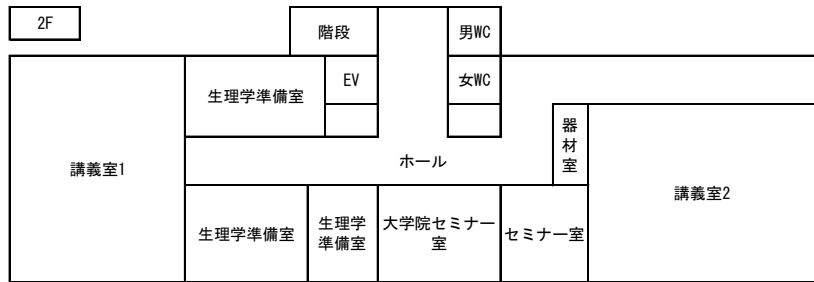 2F
階段
男WC
生理学準備室
EV
女WC
器
材
室
講義室1
ホール
講義室2
生理学準備室
生理学
準備室
大学院セミナー
室
セミナー室